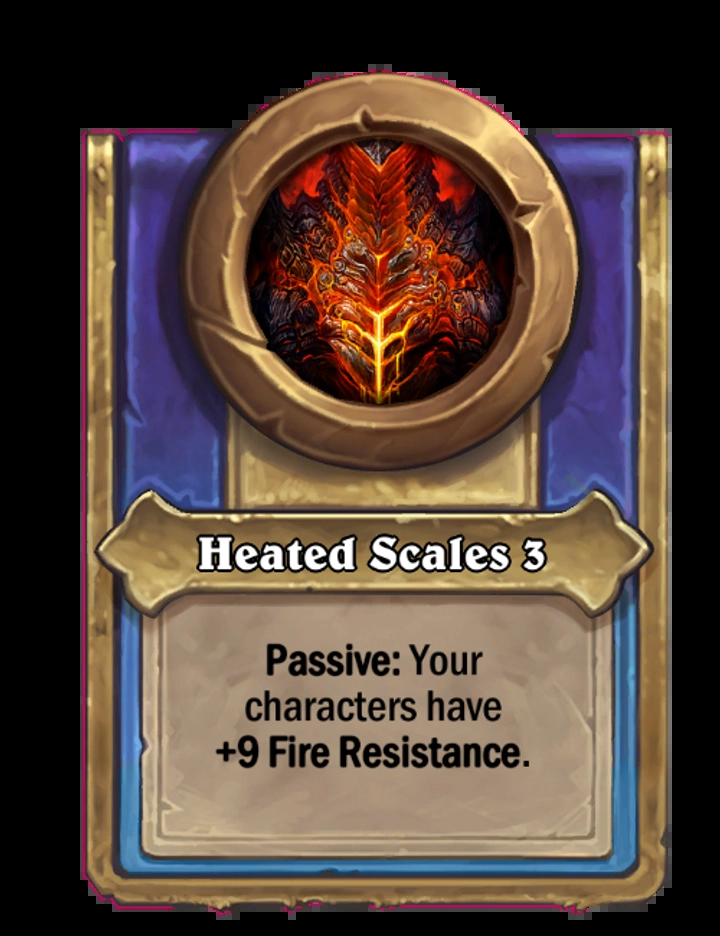 Heated Scales 3
Passive: Your
characters have
+9 Fire Resistance.